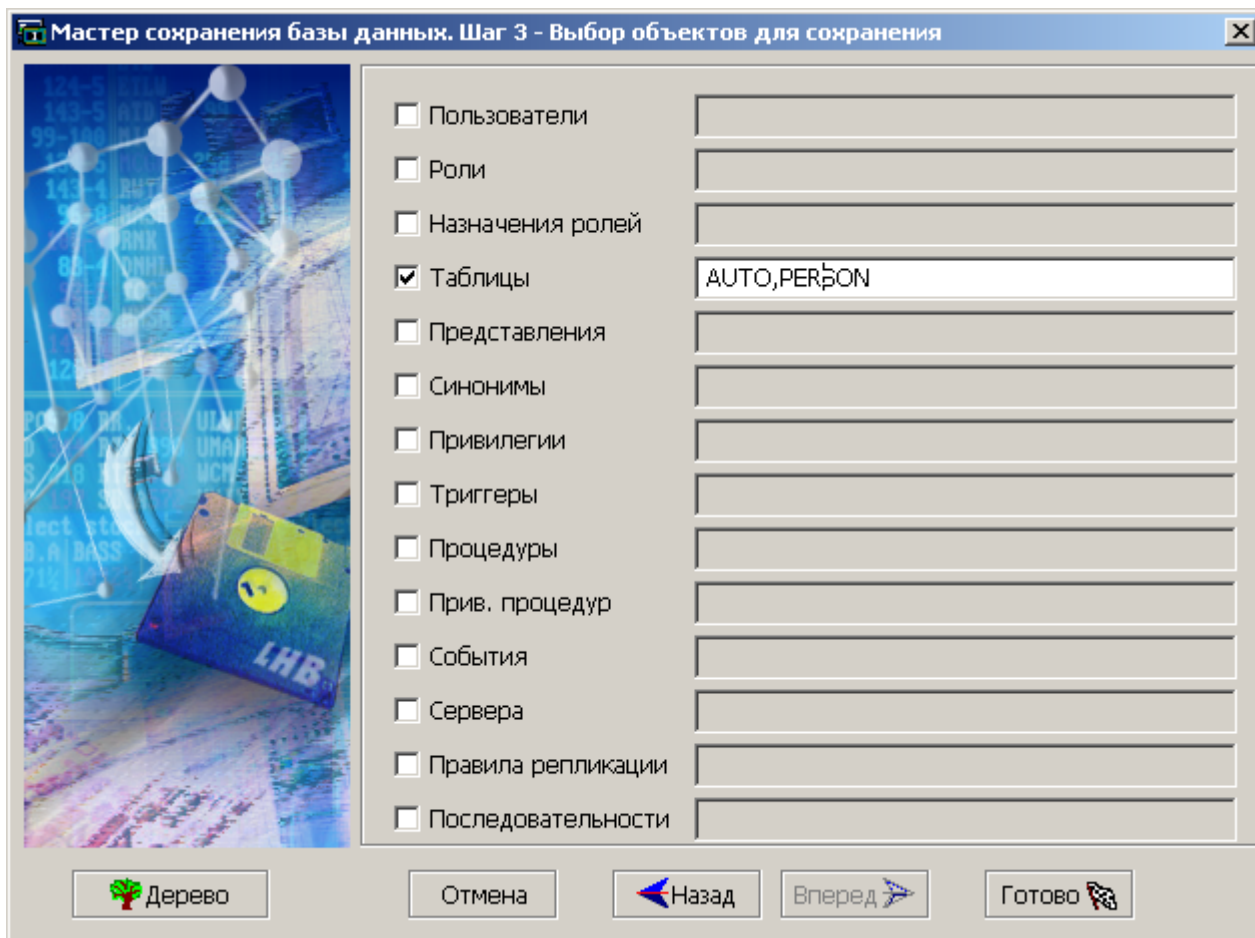 Мастер сохранения базы данных. Шаг 3 - Выбор объектов для сохранения
Пользователи
Роли
Назначения ролей
Таблицы AUTO,PERSON
Представления
Синонимы
Привилегии
Триггеры
Процедуры
Прив. процедур
События
Сервера
Правила репликации
Последовательности
LHB
Дерево Отмена Назад Вперед Готово